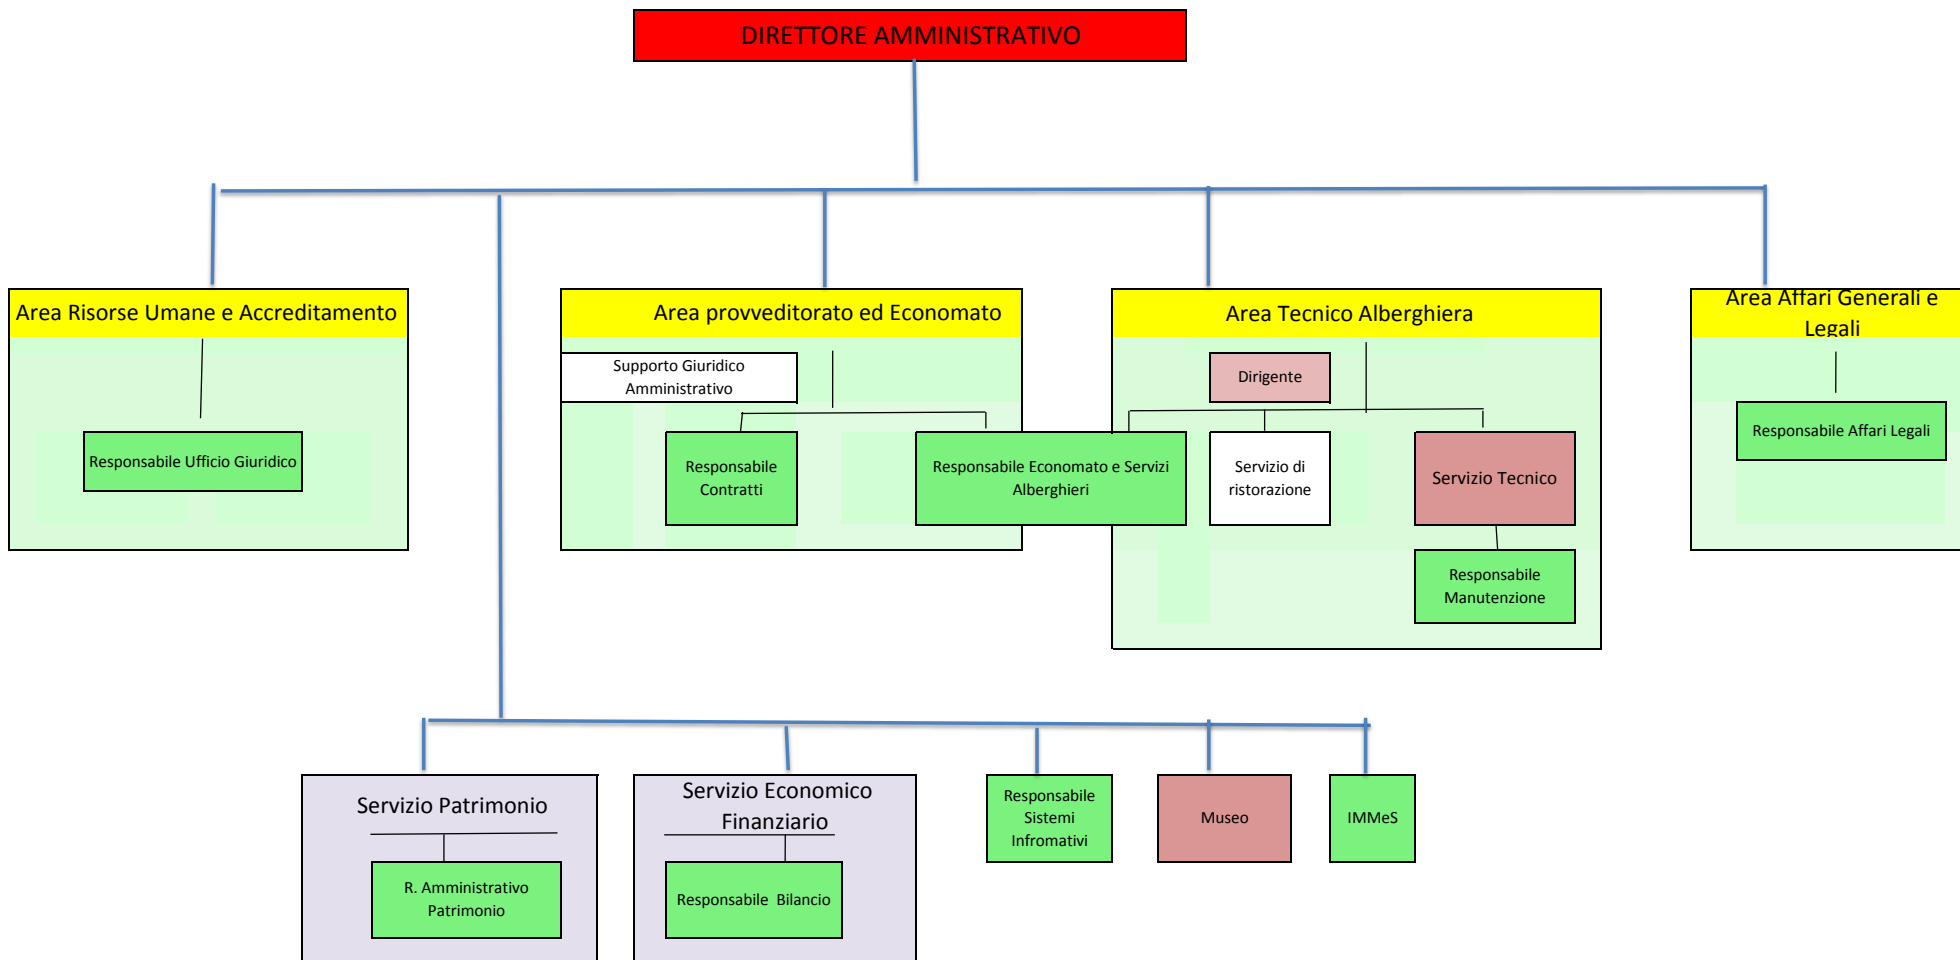 DIRETTORE AMMINISTRATIVO
Area Risorse Umane e Accreditamento
Area provveditorato ed Economato
Area Tecnico Alberghiera
Area Affari Generali e
Legali
Supporto Giuridico
Amministrativo
Dirigente
Responsabile Ufficio Giuridico
Responsabile
Contratti
Responsabile Economato e Servizi
Alberghieri
Servizio di
ristorazione
Servizio Tecnico
Responsabile Affari Legali
Responsabile
Manutenzione
Servizio Patrimonio
Servizio Economico
Finanziario
Responsabile
Sistemi
Infromativi
Museo
IMMeS
R. Amministrativo
Patrimonio
Responsabile Bilancio